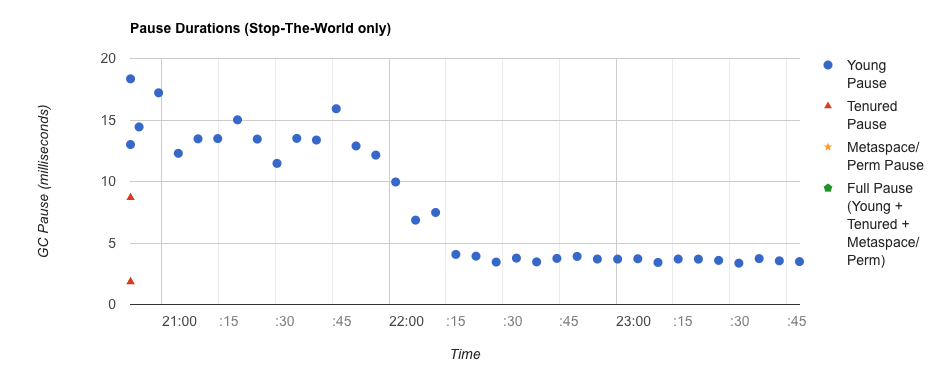 Pause Durations (Stop-The-World only)
20
15
10
5
0
GC Pause (milliseconds)
21:00 :15 :30 :45 22:00 :15 :30 :45 23:00 :15 :30 :45
Time
Young
Pause
Tenured
Pause
Metaspace/
Perm Pause
Full Pause
(Young +
Tenured +
Metaspace/
Perm)